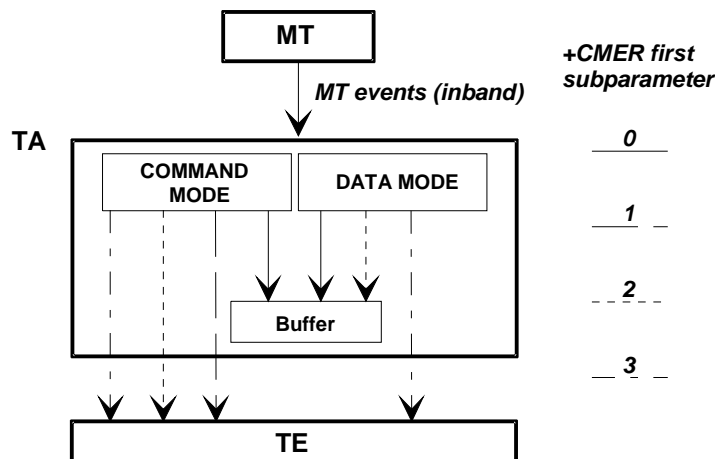 MT
+CMER first
subparameter
MT events (inband)
TA
0
COMMAND
MODE
DATA MODE
1
2
Buffer
3
TE